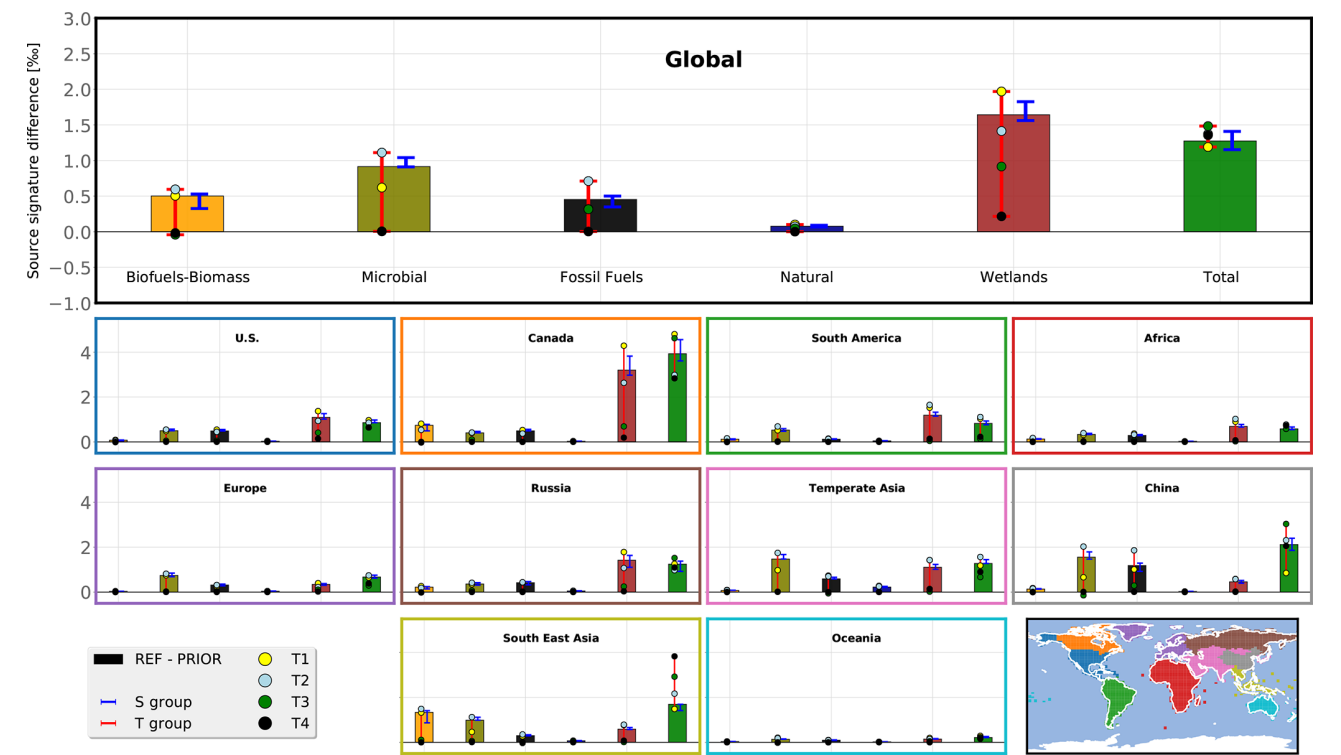 3.0
2.5
2.0
1.5
1.0
0.5
0.0
−0.5
−1.0
Source signature difference [‰]
Global
Biofuels-Biomass Microbial Fossil Fuels Natural Wetlands Total
U.S. Canada South America Africa
4
2
0
Europe Russia Temperate Asia China
4
2
0
South East Asia Oceania
REF - PRIOR
S group
T group
T1
T2
T3
T4